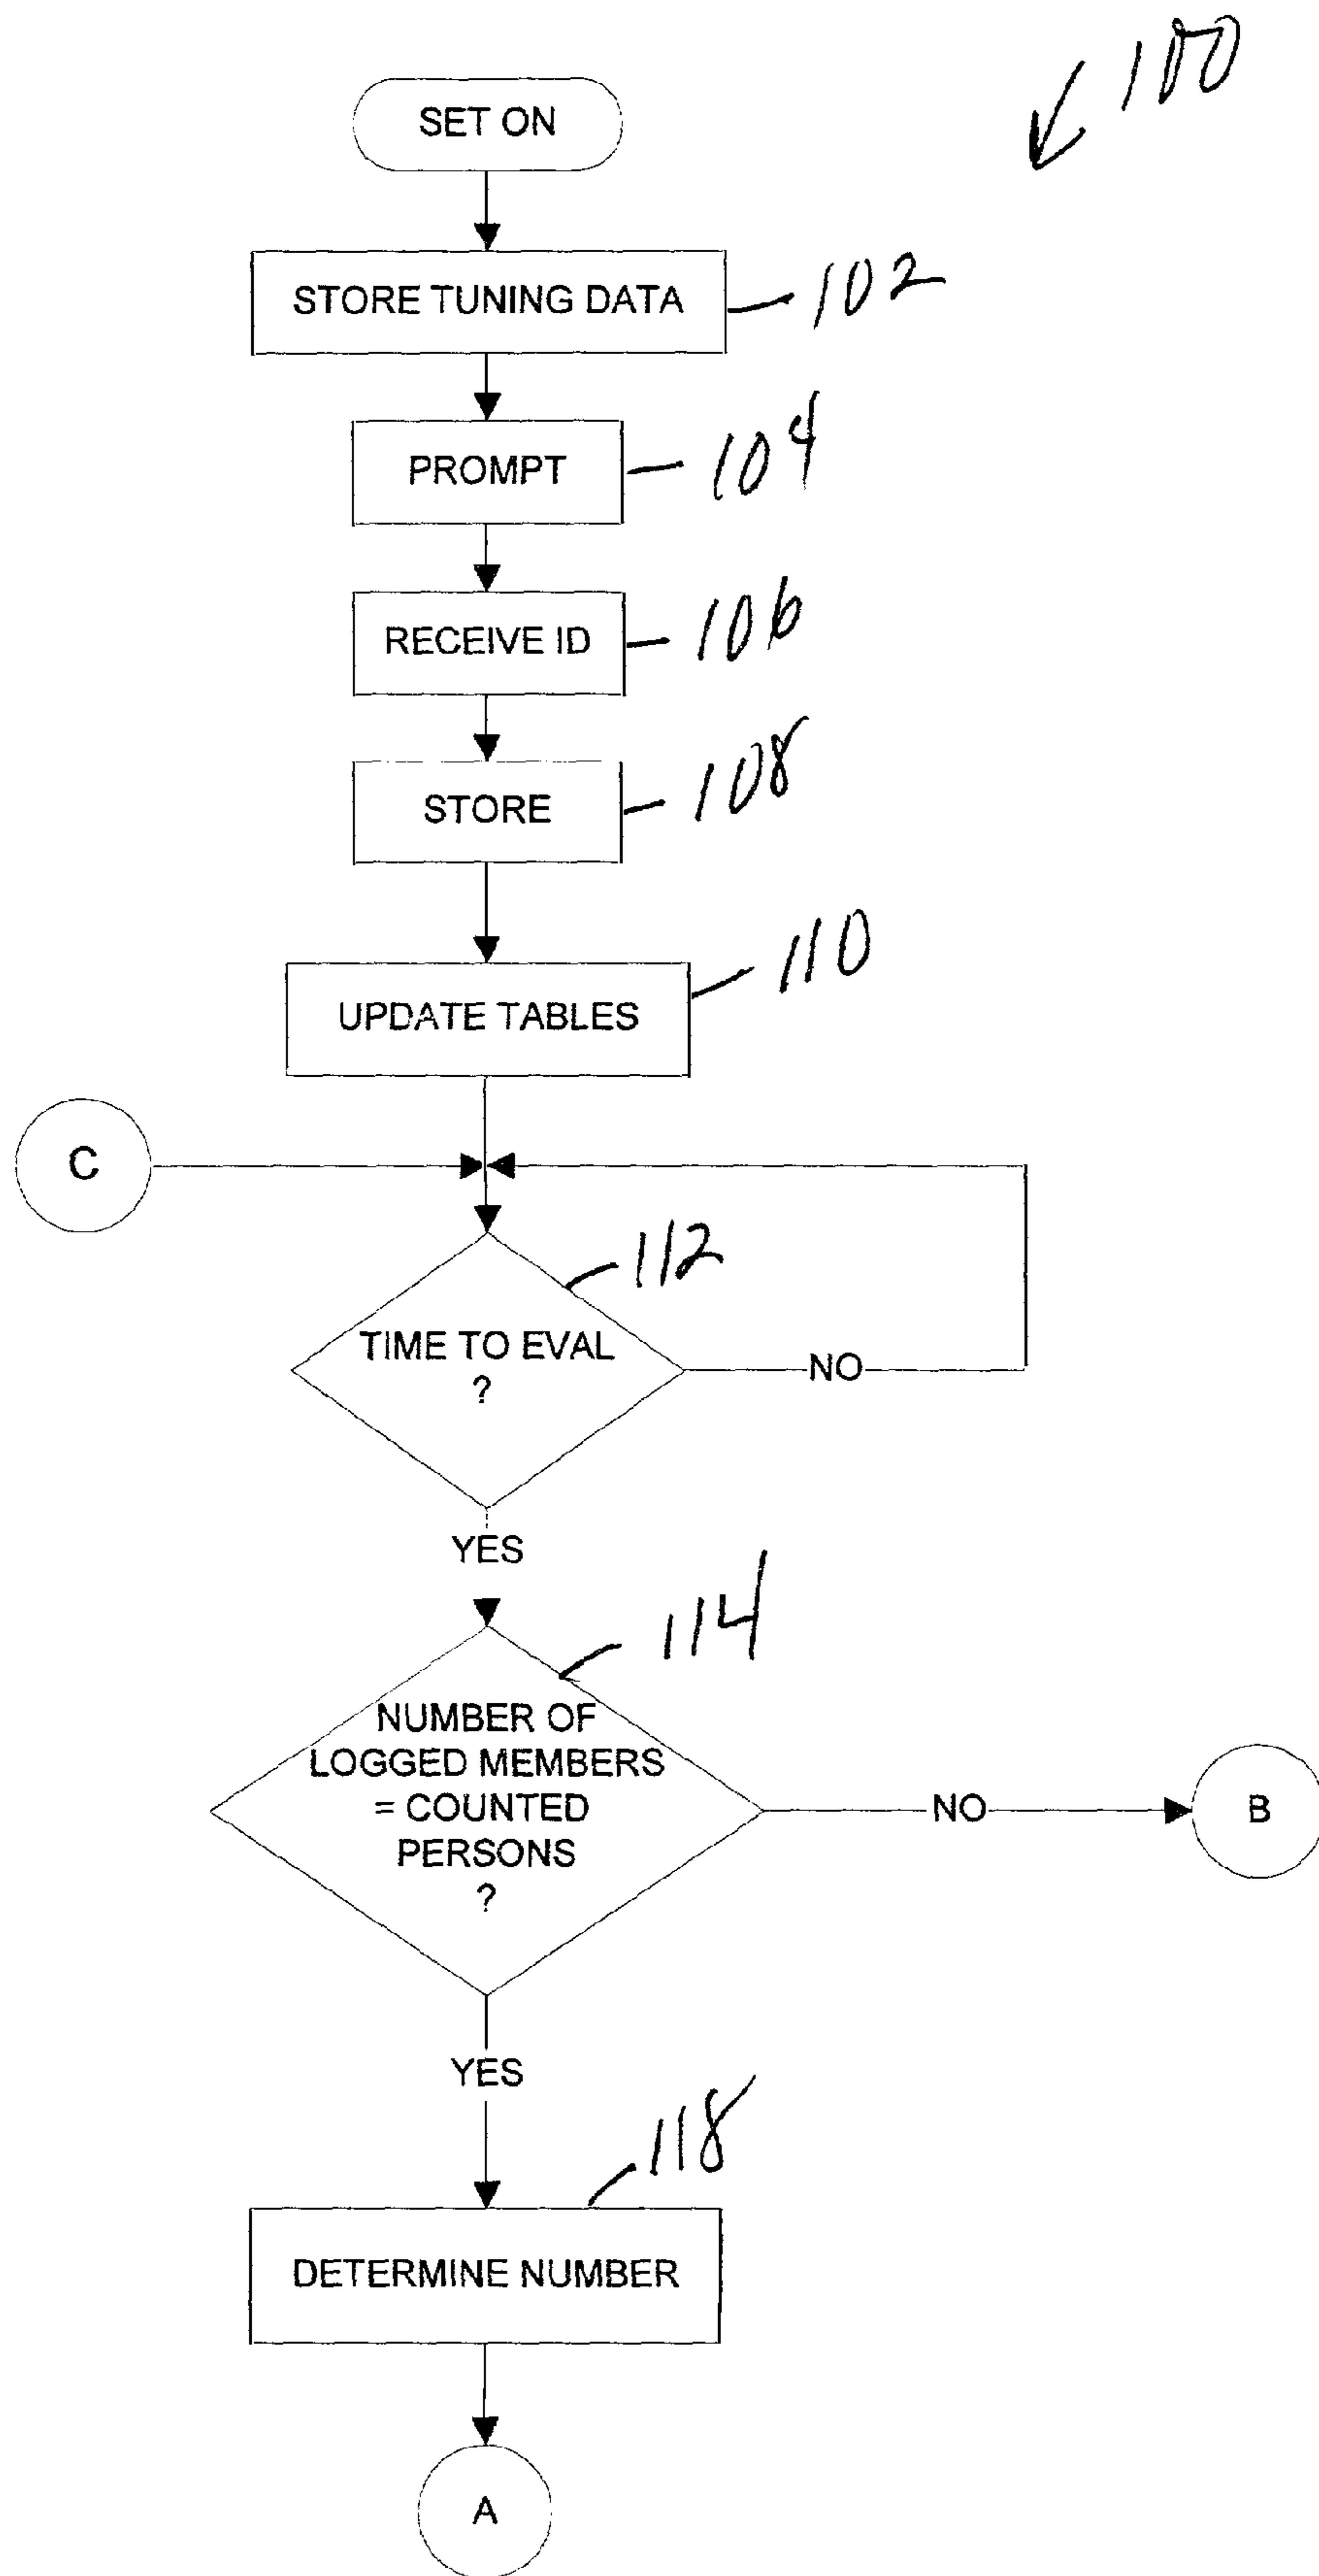 100
SET ON
STORE TUNING DATA
102
PROMPT
104
RECEIVE ID
106
STORE
108
UPDATE TABLES
110
C
112
TIME TO EVAL
?
NO
YES
114
NUMBER OF
LOGGED MEMBERS
= COUNTED
PERSONS
?
NO
B
YES
118
DETERMINE NUMBER
A